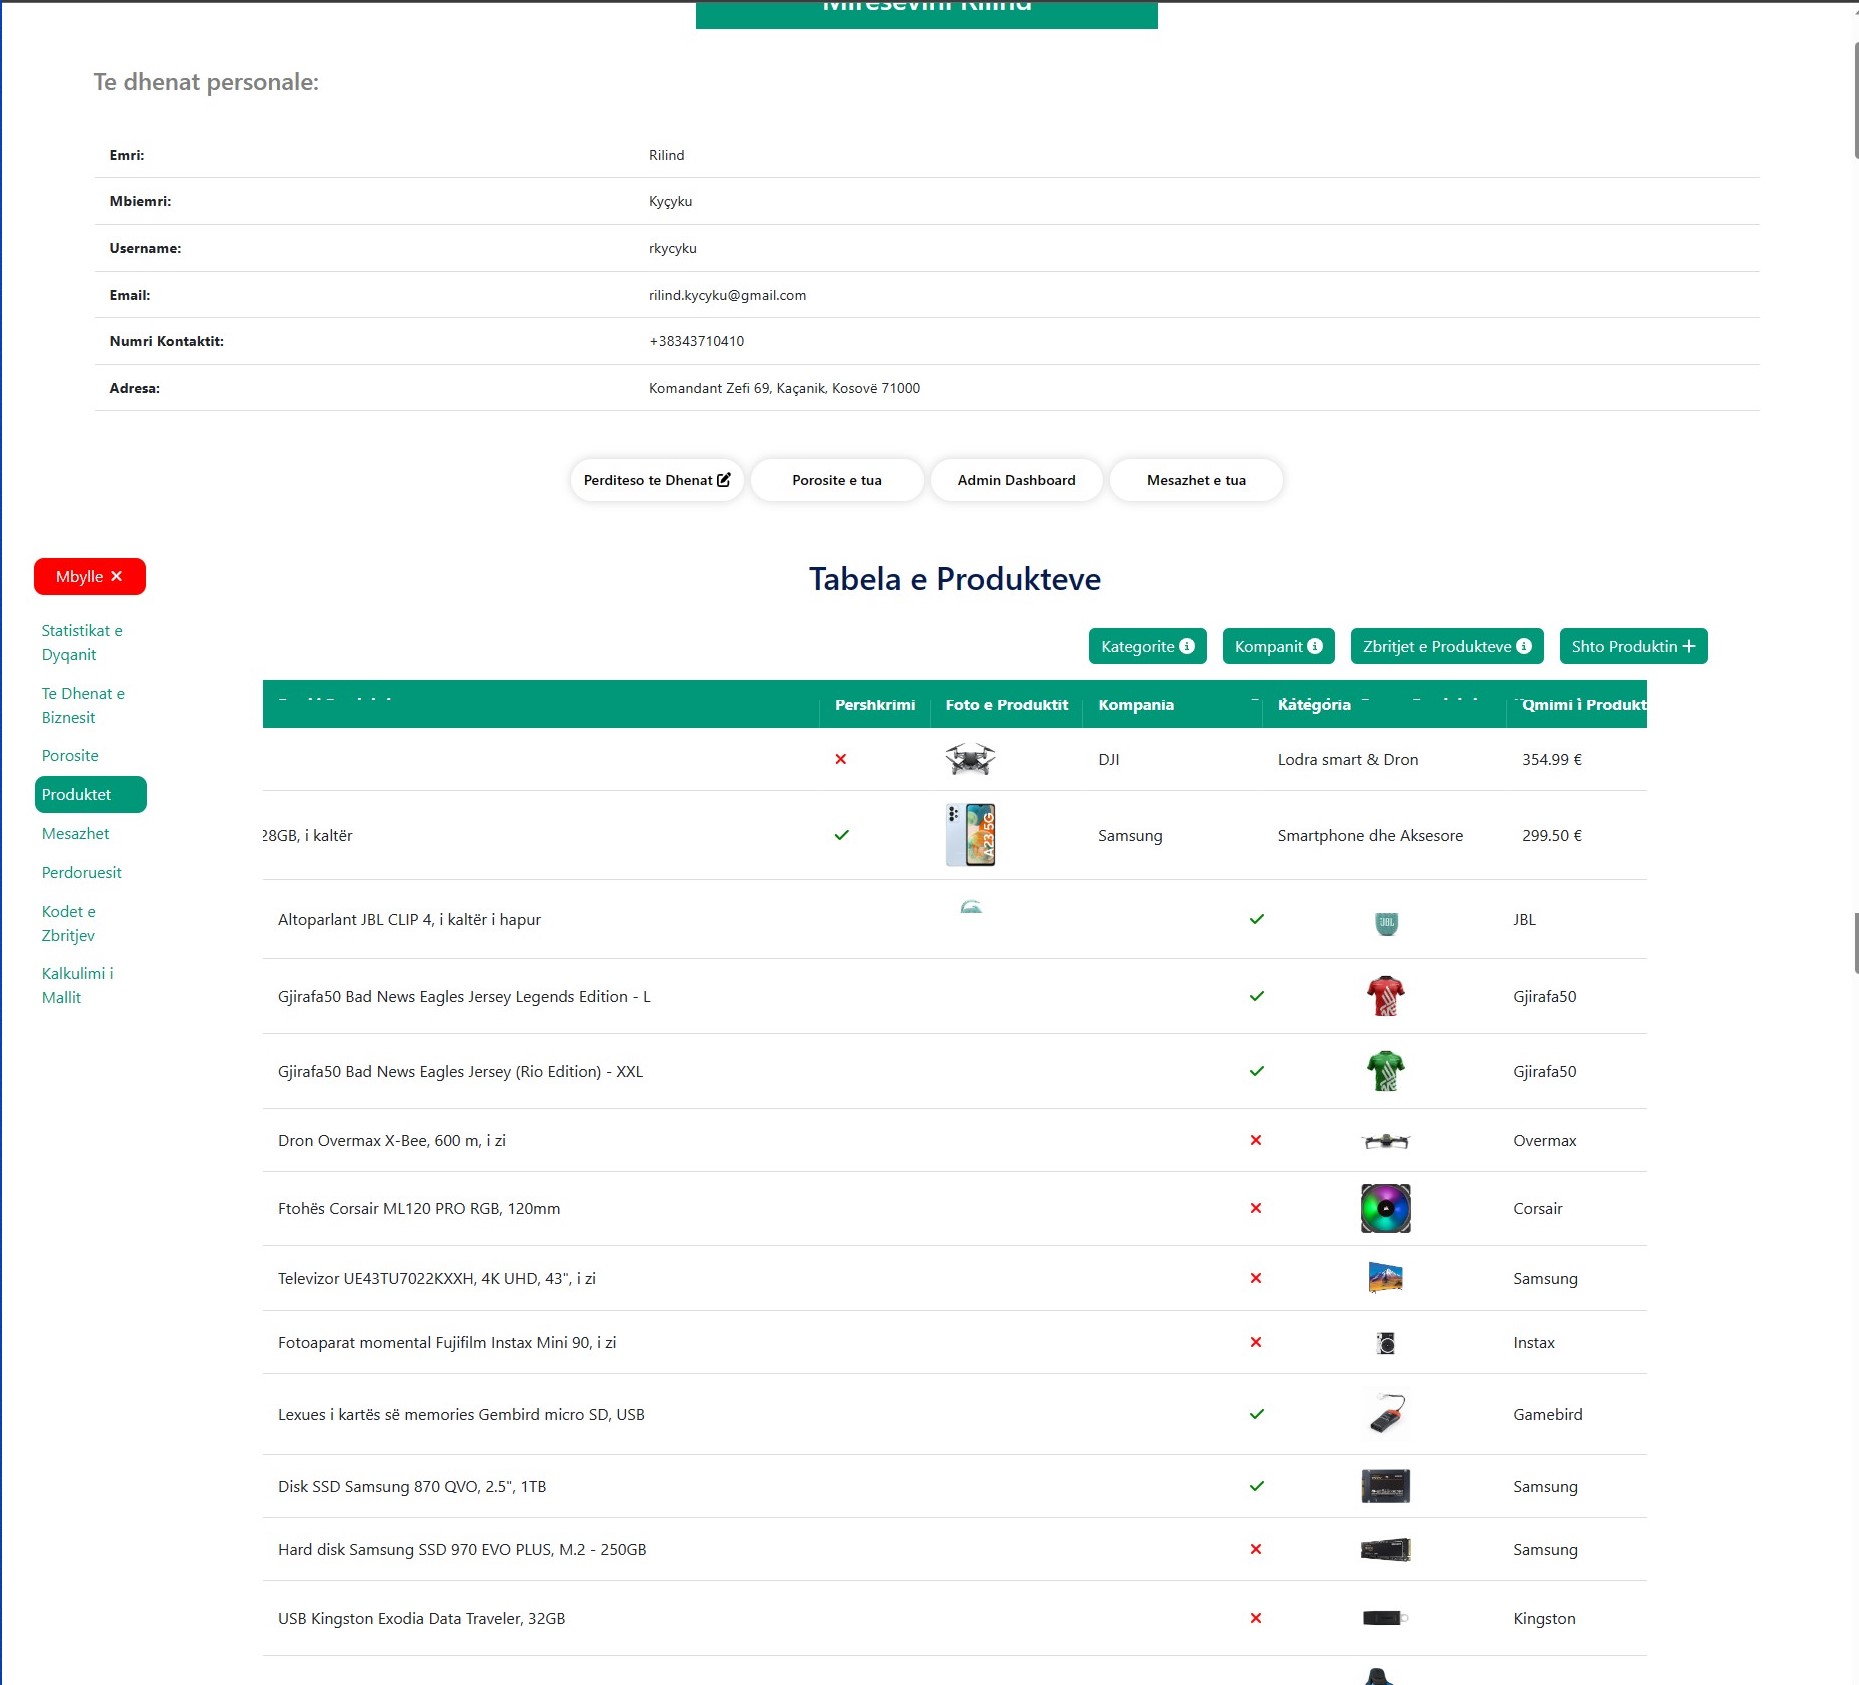 Miresevini Rilind
Te dhenat personale:
Emri: Rilind
Mbiemri: Kyçyku
Username: rkycyku
Email: rilind.kycyku@gmail.com
Numri Kontaktit: +38343710410
Adresa: Komandant Zefi 69, Kaçanik, Kosovë 71000
Perditeso te Dhenat Porosite e tua Admin Dashboard Mesazhet e tua
Mbylle
Statistikat e
Dyqanit
Te Dhenat e
Biznesit
Porosite
Produktet
Mesazhet
Perdoruesit
Kodet e
Zbritjev
Kalkulimi i
Mallit
Tabela e Produkteve
Kategorite Kompanit Zbritjet e Produkteve Shto Produktin
Pershkrimi Foto e Produktit Kompania Kategoria Qmimi i Produkt
DJI Lodra smart & Dron 354.99 €
28GB, i kaltër A23 5G Samsung Smartphone dhe Aksesore 299.50 €
Altoparlant JBL CLIP 4, i kaltër i hapur JBL JBL
Gjirafa50 Bad News Eagles Jersey Legends Edition - L Gjirafa50
Gjirafa50 Bad News Eagles Jersey (Rio Edition) - XXL Gjirafa50
Dron Overmax X-Bee, 600 m, i zi Overmax
Ftohës Corsair ML120 PRO RGB, 120mm Corsair
Televizor UE43TU7022KXXH, 4K UHD, 43", i zi Samsung
Fotoaparat momental Fujifilm Instax Mini 90, i zi Instax
Lexues i kartës së memories Gembird micro SD, USB Gamebird
Disk SSD Samsung 870 QVO, 2.5", 1TB Samsung
Hard disk Samsung SSD 970 EVO PLUS, M.2 - 250GB Samsung
USB Kingston Exodia Data Traveler, 32GB Kingston